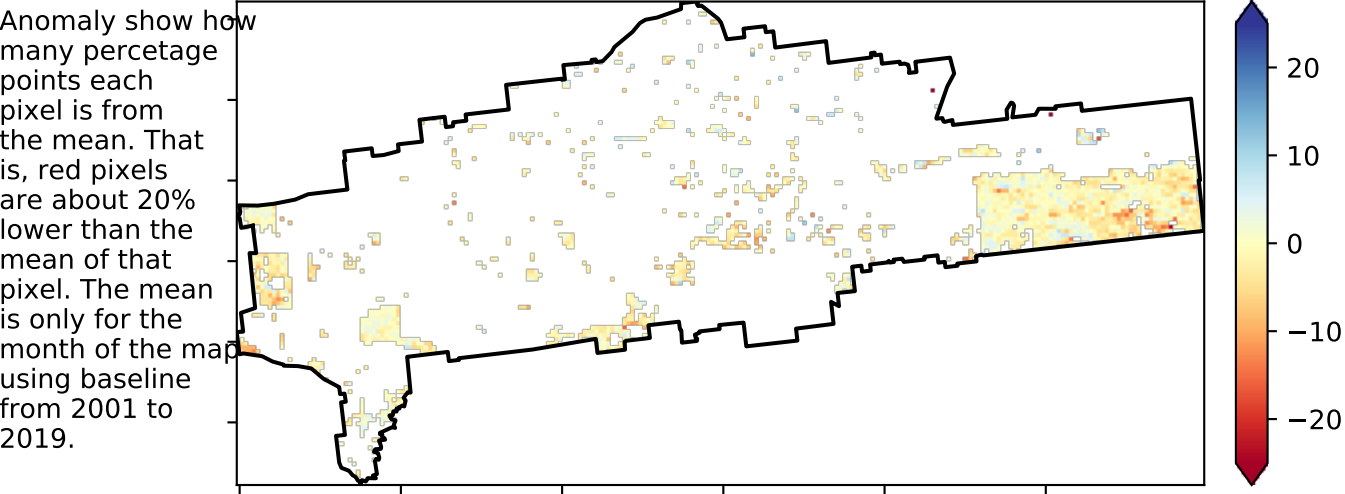 Anomaly show how
many percetage
points each
pixel is from
the mean. That
is, red pixels
are about 20%
lower than the
mean of that
pixel. The mean
is only for the
month of the map
using baseline
from 2001 to
2019.
20
10
0
−10
−20